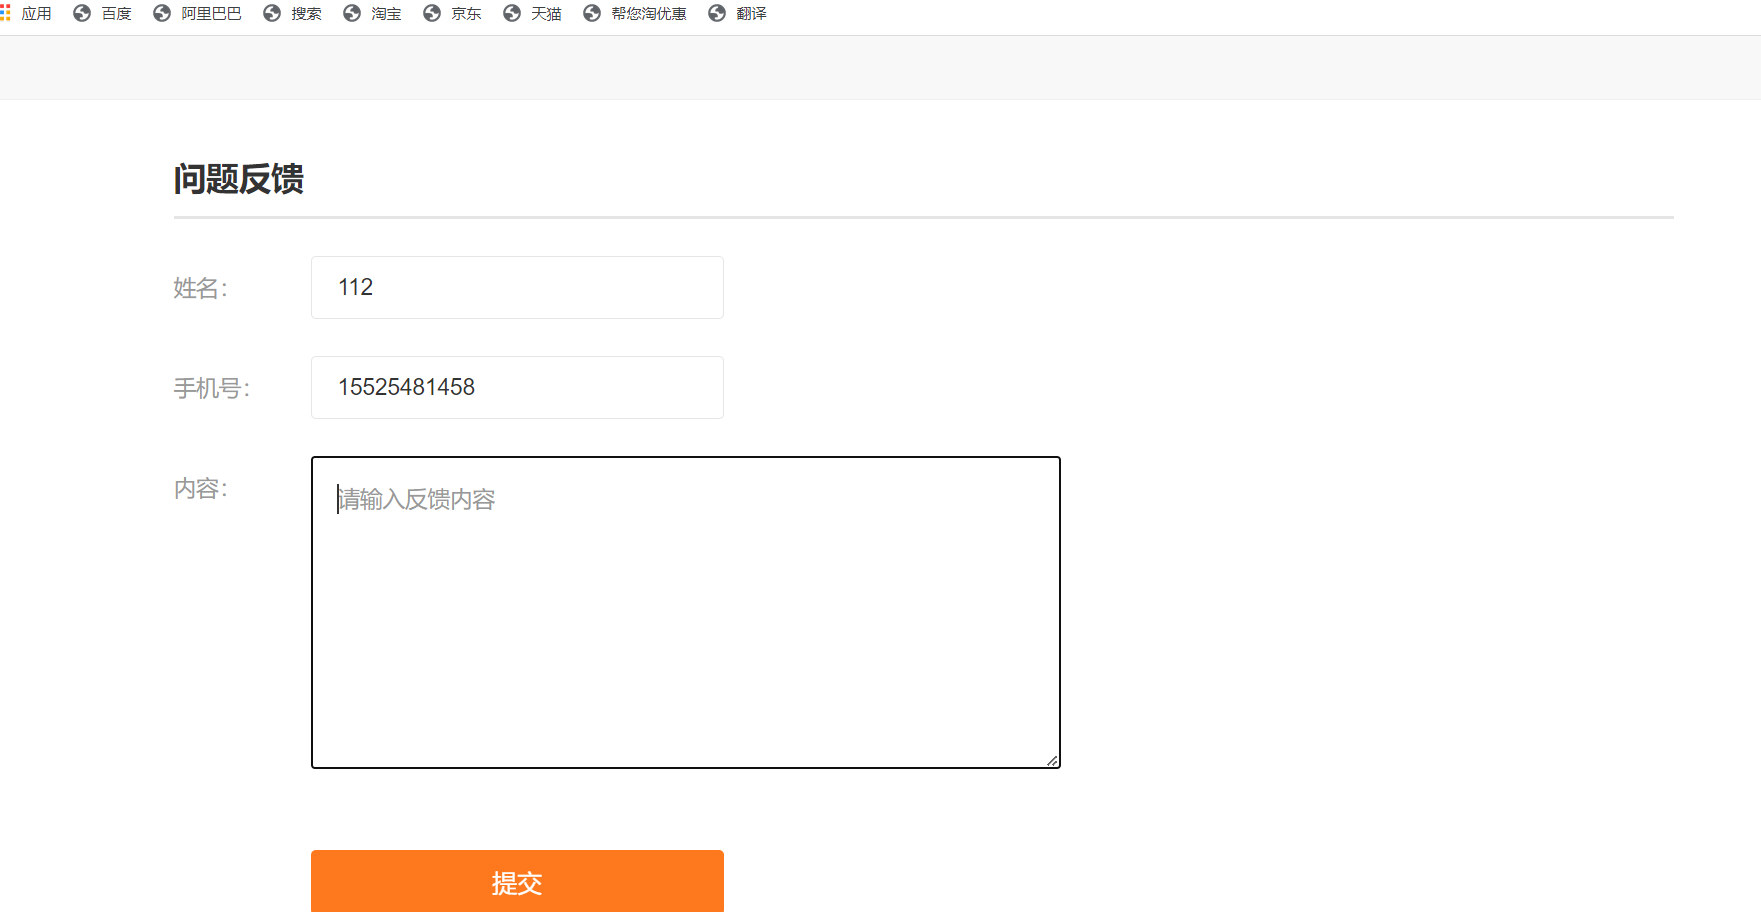 应用 百度 阿里巴巴 搜索 淘宝 京东 天猫 帮您淘优惠 翻译
问题反馈
姓名： 112
手机号： 15525481458
内容： 请输入反馈内容
提交